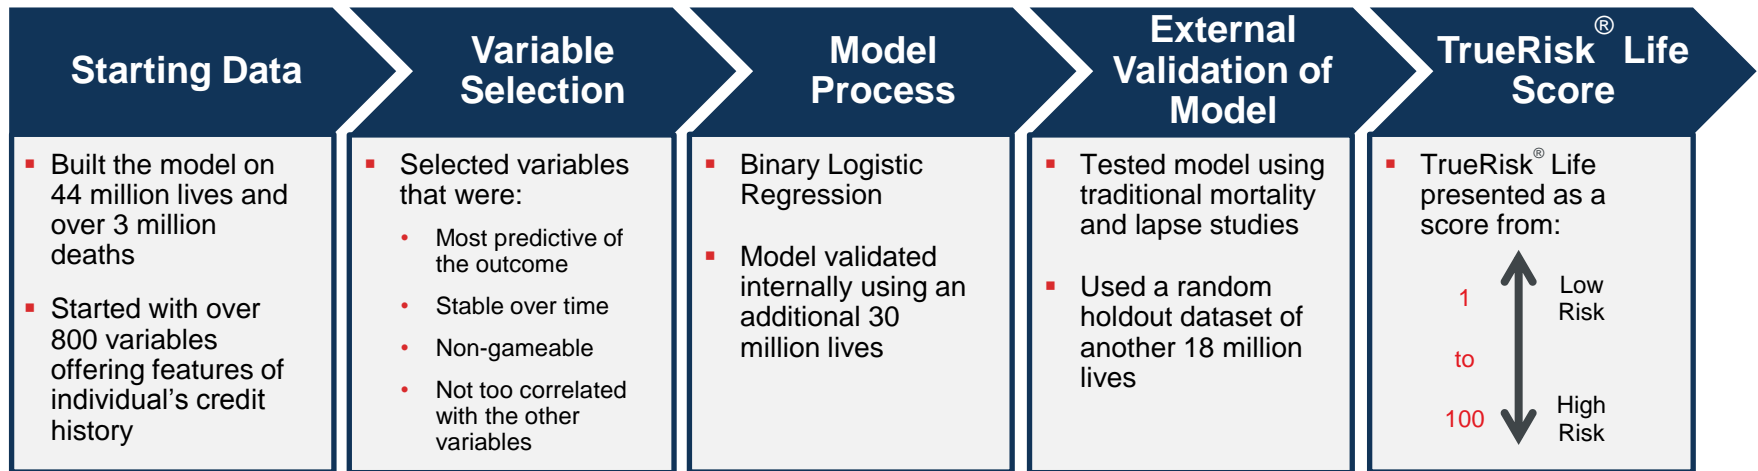 Starting Data
Variable
Selection
Model
Process
External
Validation of
Model
TrueRisk® Life
Score
▪ Built the model on
44 million lives and
over 3 million
deaths
▪ Started with over
800 variables
offering features of
individual's credit
history
▪ Selected variables
that were:
• Most predictive of
the outcome
• Stable over time
• Non-gameable
• Not too correlated
with the other
variables
▪ Binary Logistic
Regression
▪ Model validated
internally using an
additional 30
million lives
▪ Tested model using
traditional mortality
and lapse studies
▪ Used a random
holdout dataset of
another 18 million
lives
▪ TrueRisk® Life
presented as a
score from:
1
Low
Risk
to
100
High
Risk